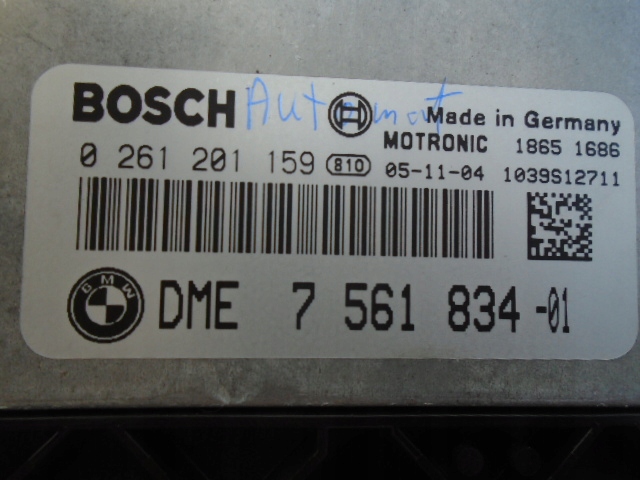 BOSCH Automat Made in Germany
MOTRONIC 1865 1686
0 261 201 159 810 05-11-04 1039S12711
BMW DME 7 561 834-01